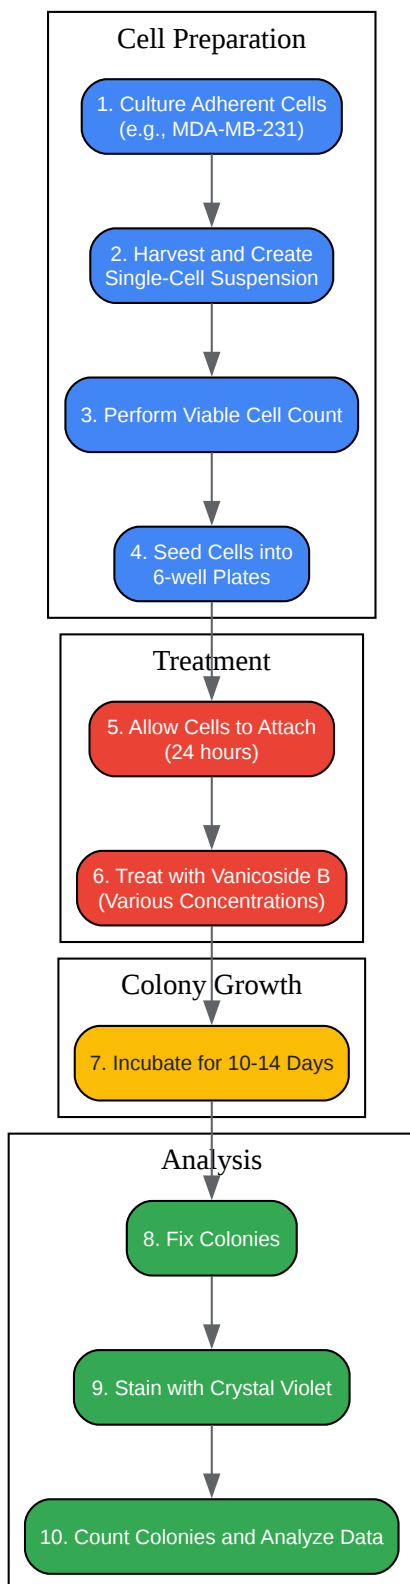 Cell Preparation
1. Culture Adherent Cells
(e.g., MDA-MB-231)
2. Harvest and Create
Single-Cell Suspension
3. Perform Viable Cell Count
4. Seed Cells into
6-well Plates
Treatment
5. Allow Cells to Attach
(24 hours)
6. Treat with Vanicoside B
(Various Concentrations)
Colony Growth
7. Incubate for 10-14 Days
Analysis
8. Fix Colonies
9. Stain with Crystal Violet
10. Count Colonies and Analyze Data